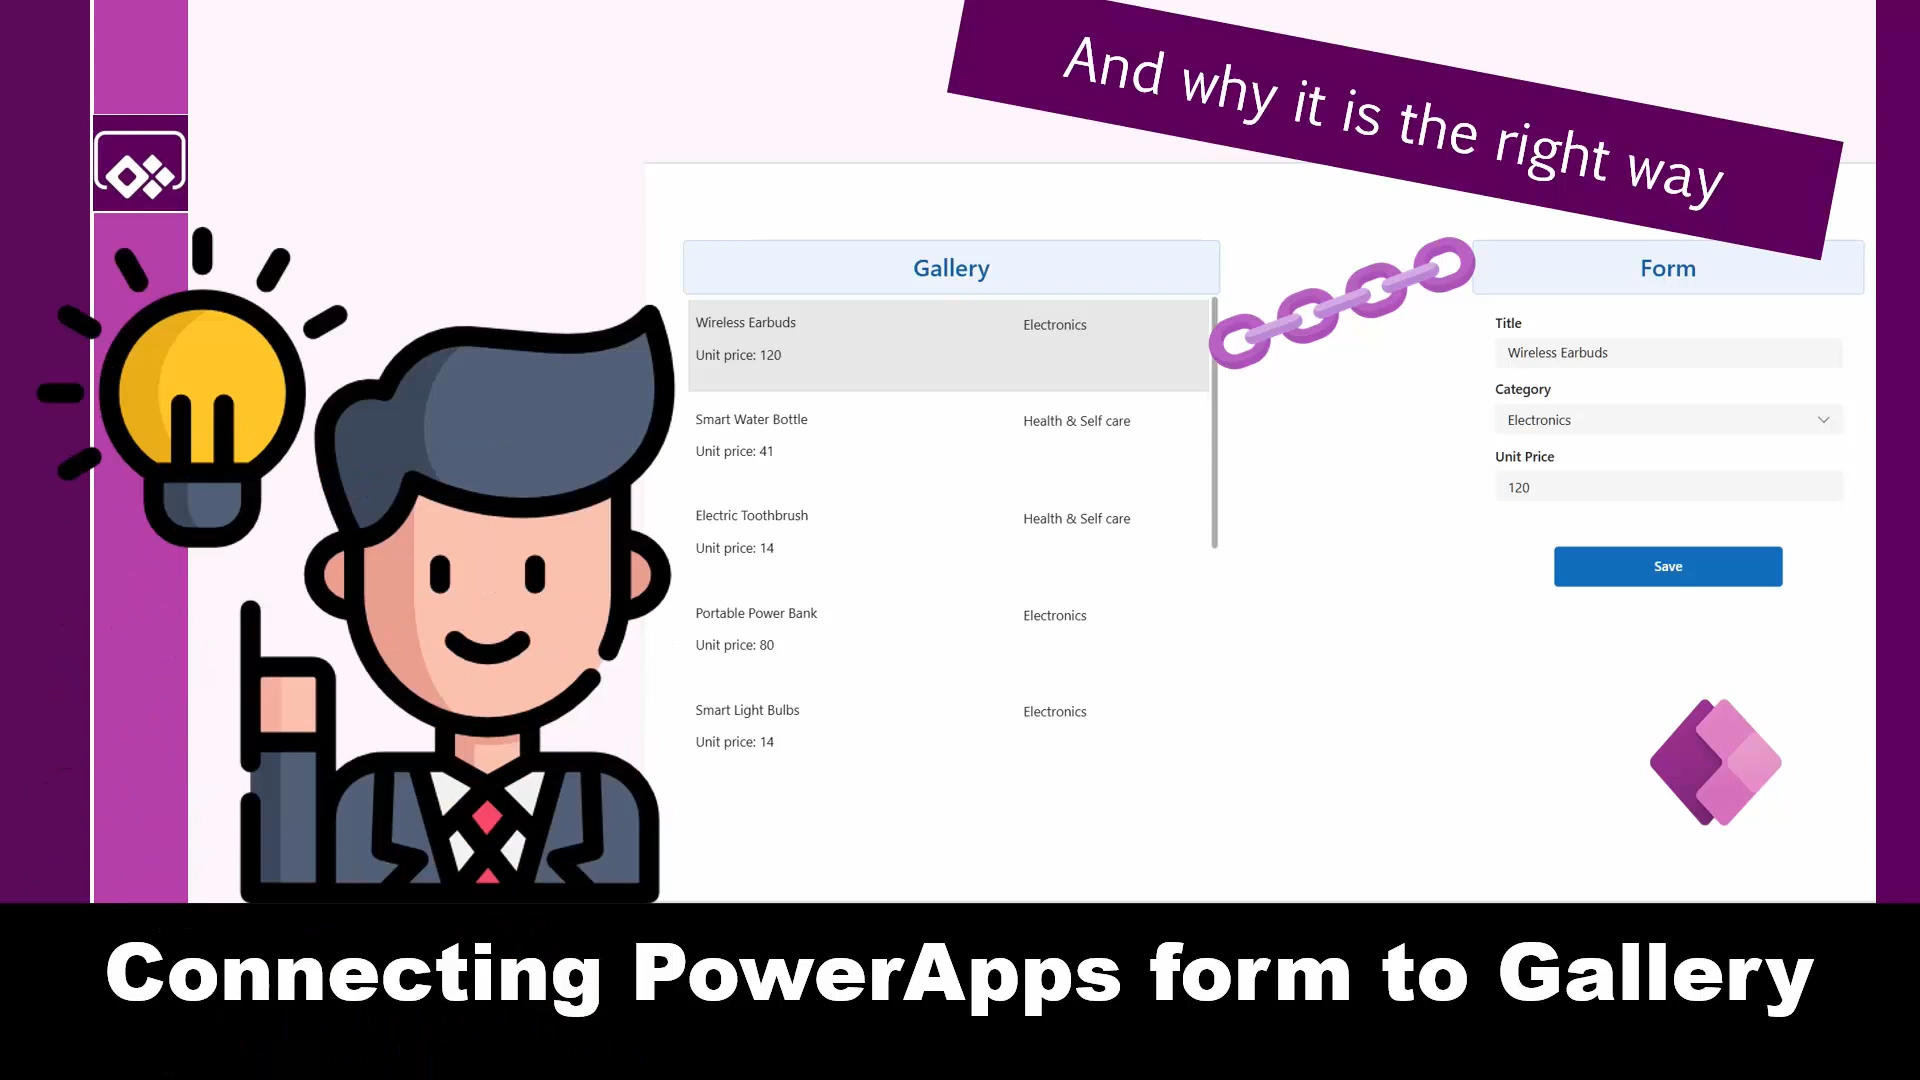 And why it is the right way
Gallery
Wireless Earbuds
Electronics
Unit price: 120
Smart Water Bottle
Health & Self care
Unit price: 41
Electric Toothbrush
Health & Self care
Unit price: 14
Portable Power Bank
Electronics
Unit price: 80
Smart Light Bulbs
Electronics
Unit price: 14
Form
Title
Wireless Earbuds
Category
Electronics
Unit Price
120
Save
Connecting PowerApps form to Gallery